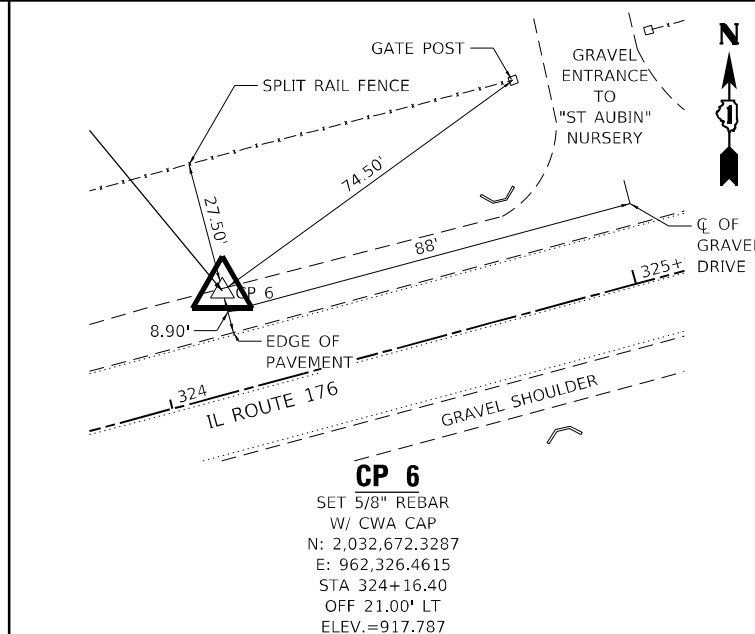 GATE POST
SPLIT RAIL FENCE
GRAVEL
ENTRANCE
TO
"ST AUBIN"
NURSERY
N
1
74.50'
27.50'
88'
℄ OF
GRAVEL
DRIVE
325+
CP 6
8.90'
EDGE OF
PAVEMENT
324
IL ROUTE 176
GRAVEL SHOULDER
CP 6
SET 5/8" REBAR
W/ CWA CAP
N: 2,032,672.3287
E: 962,326.4615
STA 324+16.40
OFF 21.00' LT
ELEV.=917.787